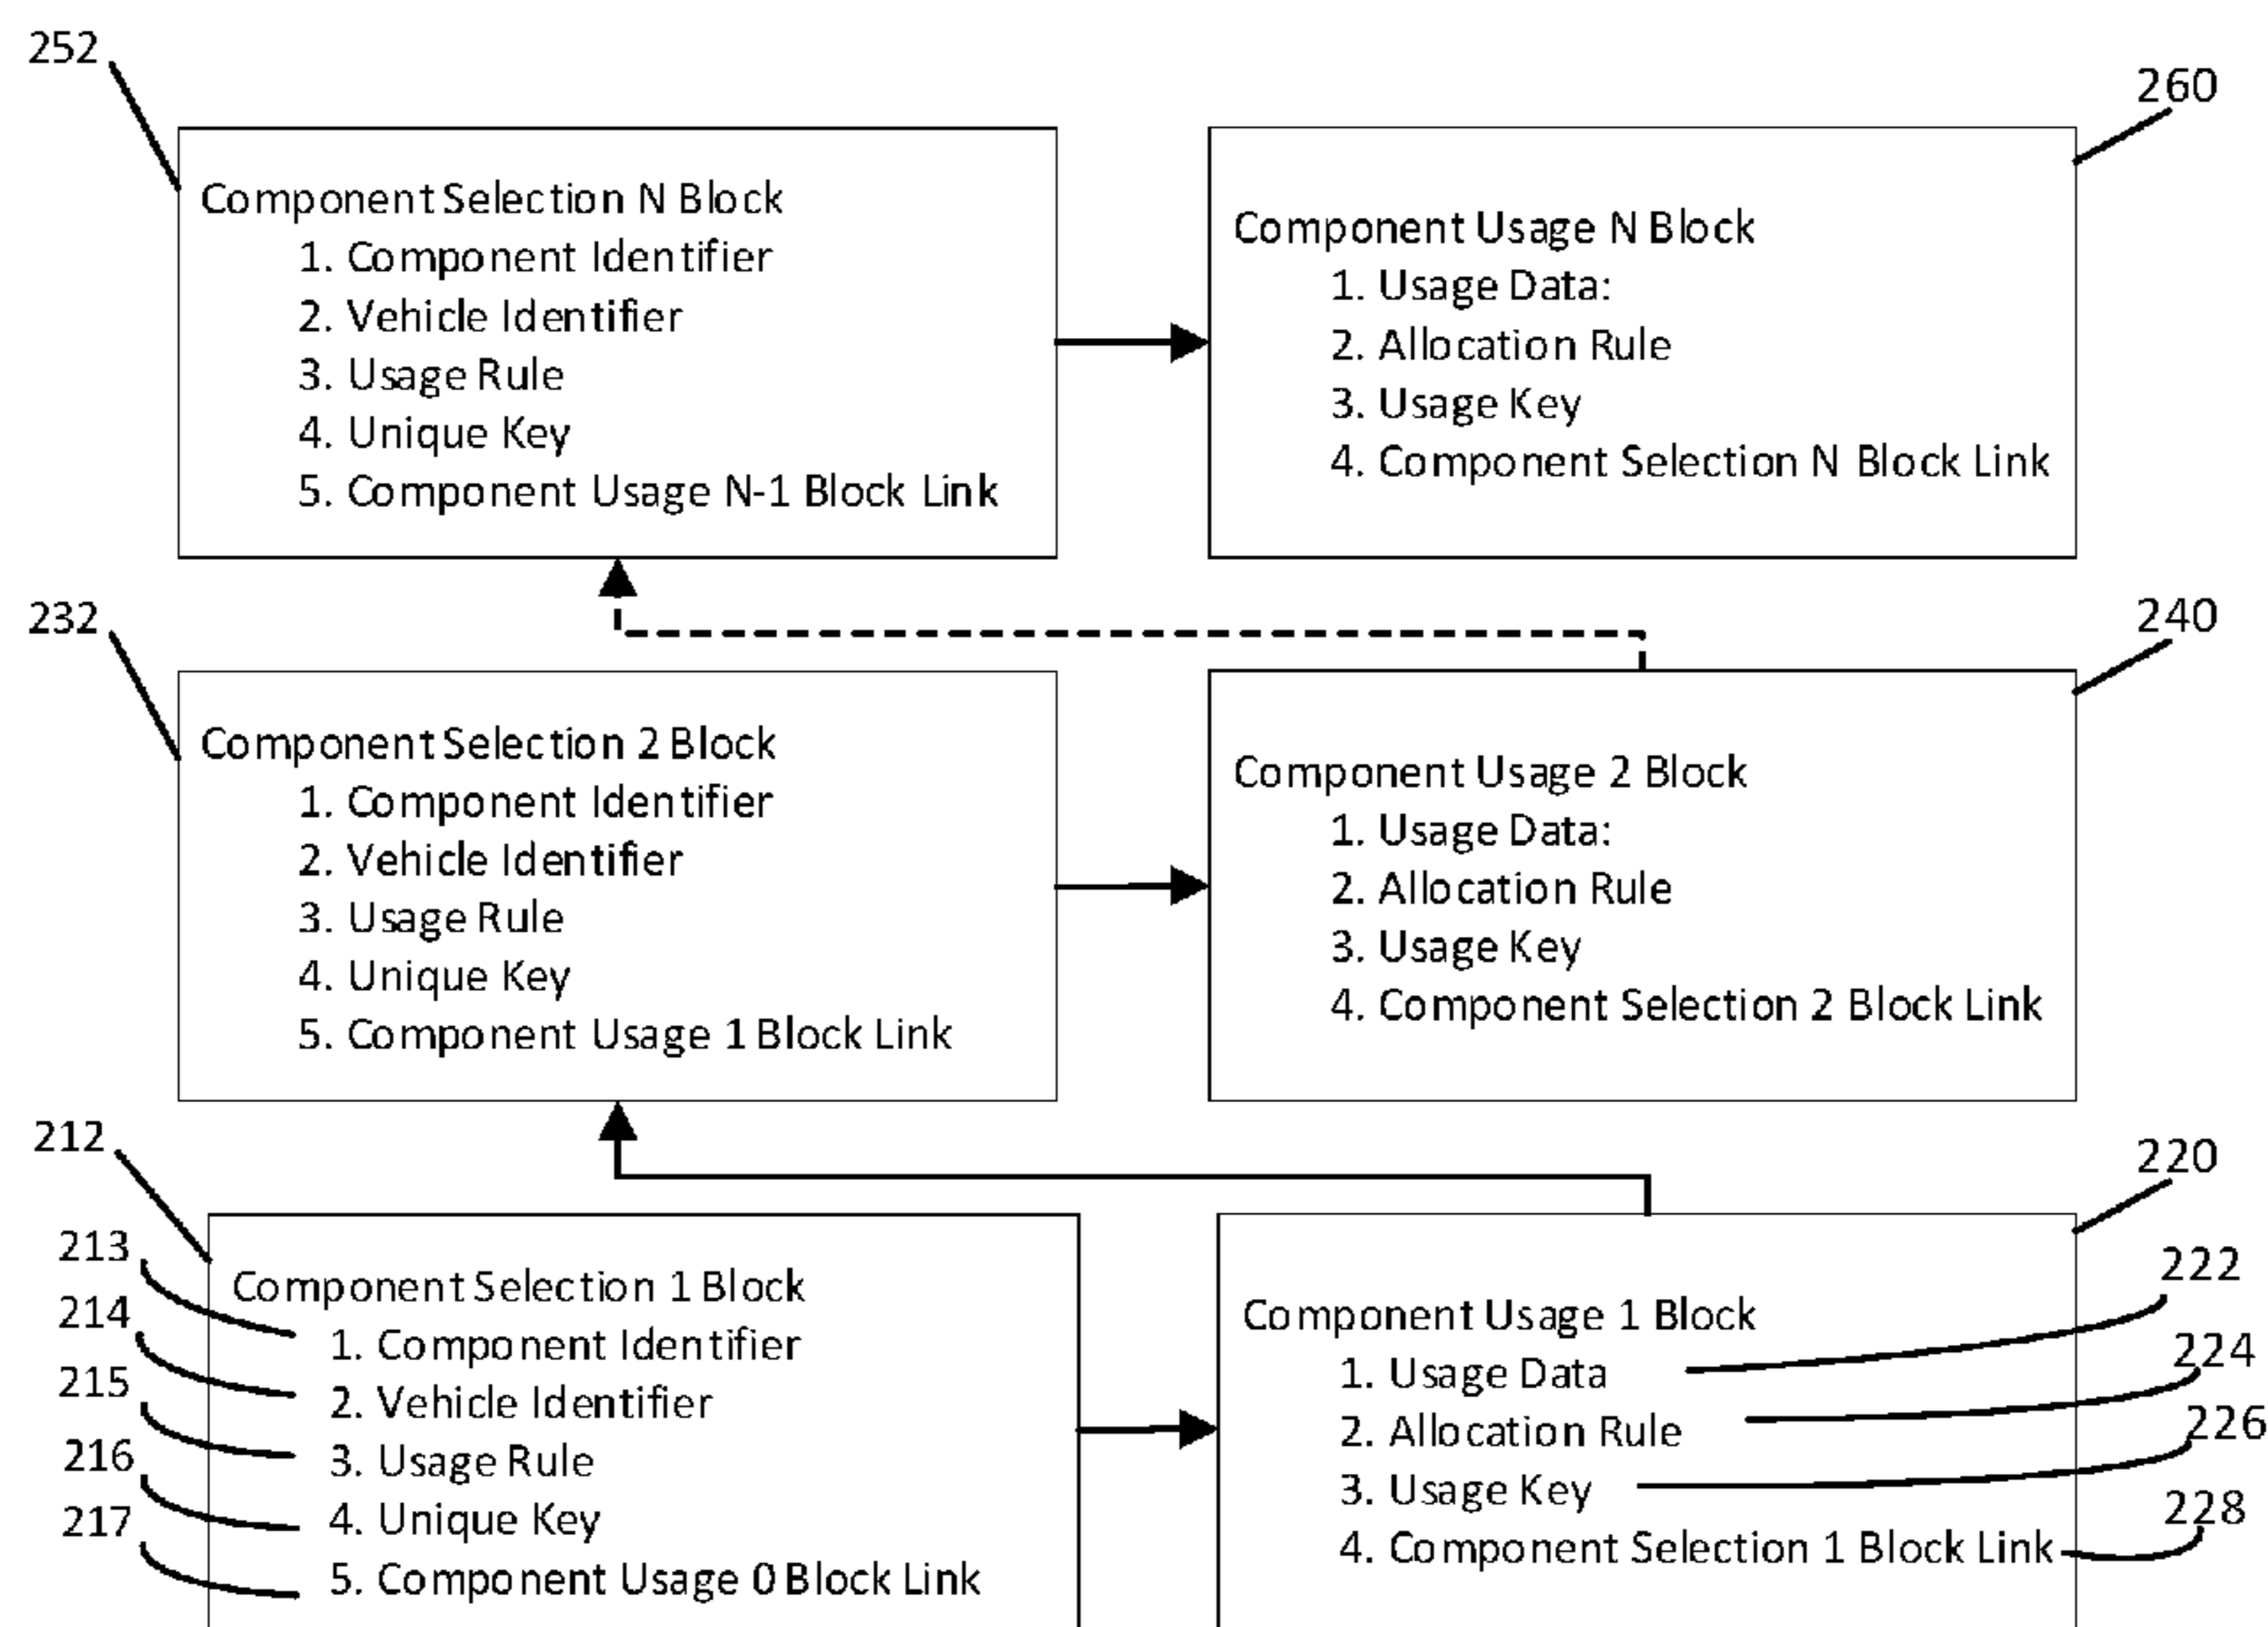 252
Component Selection N Block
1. Component Identifier
2. Vehicle Identifier
3. Usage Rule
4. Unique Key
5. Component Usage N-1 Block Link
260
Component Usage N Block
1. Usage Data:
2. Allocation Rule
3. Usage Key
4. Component Selection N Block Link
232
Component Selection 2 Block
1. Component Identifier
2. Vehicle Identifier
3. Usage Rule
4. Unique Key
5. Component Usage 1 Block Link
240
Component Usage 2 Block
1. Usage Data:
2. Allocation Rule
3. Usage Key
4. Component Selection 2 Block Link
212
213
214
215
216
217
Component Selection 1 Block
1. Component Identifier
2. Vehicle Identifier
3. Usage Rule
4. Unique Key
5. Component Usage 0 Block Link
220
Component Usage 1 Block
1. Usage Data
2. Allocation Rule
3. Usage Key
4. Component Selection 1 Block Link
222
224
226
228